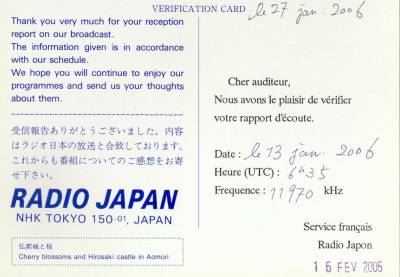 VERIFICATION CARD
le 27 jan. 2006
Thank you very much for your reception
report on our broadcast.
The information given is in accordance
with our schedule.
We hope you will continue to enjoy our
programmes and send us your thoughts
about them.
受信報告ありがとうございました。内容
はラジオ日本の放送と合致しております。
これからも番組についてのご感想をお寄
せ下さい。
RADIO JAPAN
NHK TOKYO 150-01, JAPAN
弘前城と桜
Cherry blossoms and Hirosaki castle in Aomori
Cher auditeur,
Nous avons le plaisir de vérifier
votre rapport d'écoute.
Date : le 13 jan. 2006
Heure (UTC) : 6h35
Frequence : 11970 kHz
Service français
Radio Japon
16 FEV 2006